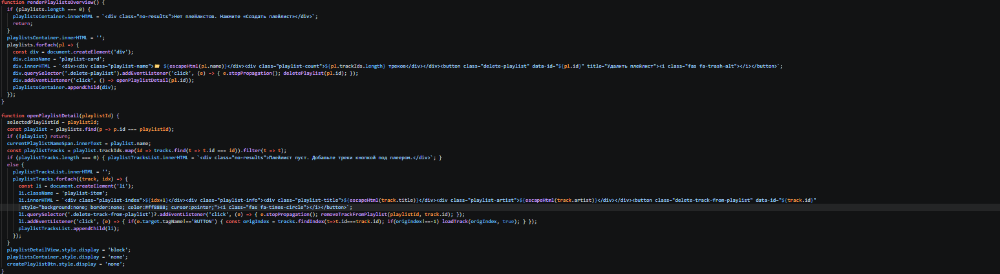 function renderPlaylistsOverview() {
  if (playlists.length === 0) {
    playlistsContainer.innerHTML = `<div class="no-results">Нет плейлистов. Нажмите «Создать плейлист»</div>`;
    return;
  }
  playlistsContainer.innerHTML = '';
  playlists.forEach(pl => {
    const div = document.createElement('div');
    div.className = 'playlist-card';
    div.innerHTML = `<div><div class="playlist-name">📁 ${escapeHtml(pl.name)}</div><div class="playlist-count">${pl.trackIds.length} треков</div></div><button class="delete-playlist" data-id="${pl.id}" title="Удалить плейлист"><i class="fas fa-trash-alt"></i></button>`;
    div.querySelector('.delete-playlist').addEventListener('click', (e) => { e.stopPropagation(); deletePlaylist(pl.id); });
    div.addEventListener('click', () => openPlaylistDetail(pl.id));
    playlistsContainer.appendChild(div);
  });
}

function openPlaylistDetail(playlistId) {
  selectedPlaylistId = playlistId;
  const playlist = playlists.find(p => p.id === playlistId);
  if (!playlist) return;
  currentPlaylistNameSpan.innerText = playlist.name;
  const playlistTracks = playlist.trackIds.map(id => tracks.find(t => t.id === id)).filter(t => t);
  if (playlistTracks.length === 0) { playlistTracksList.innerHTML = `<div class="no-results">Плейлист пуст. Добавьте треки кнопкой под плеером.</div>`; }
  else {
    playlistTracksList.innerHTML = '';
    playlistTracks.forEach((track, idx) => {
      const li = document.createElement('li');
      li.className = 'playlist-item';
      li.innerHTML = `<div class="playlist-index">${idx+1}</div><div class="playlist-info"><div class="playlist-title">${escapeHtml(track.title)}</div><div class="playlist-artist">${escapeHtml(track.artist)}</div></div><button class="delete-track-from-playlist" data-id="${track.id}"
       style="background:none; border:none; color:#ff8888; cursor:pointer;"><i class="fas fa-times-circle"></i></button>`;
      li.querySelector('.delete-track-from-playlist')?.addEventListener('click', (e) => { e.stopPropagation(); removeTrackFromPlaylist(playlistId, track.id); });
      li.addEventListener('click', (e) => { if(e.target.tagName!=='BUTTON') { const origIndex = tracks.findIndex(t=>t.id===track.id); if(origIndex!==-1) loadTrack(origIndex, true); } });
      playlistTracksList.appendChild(li);
    });
  }
  playlistDetailView.style.display = 'block';
  playlistsContainer.style.display = 'none';
  createPlaylistBtn.style.display = 'none';
}